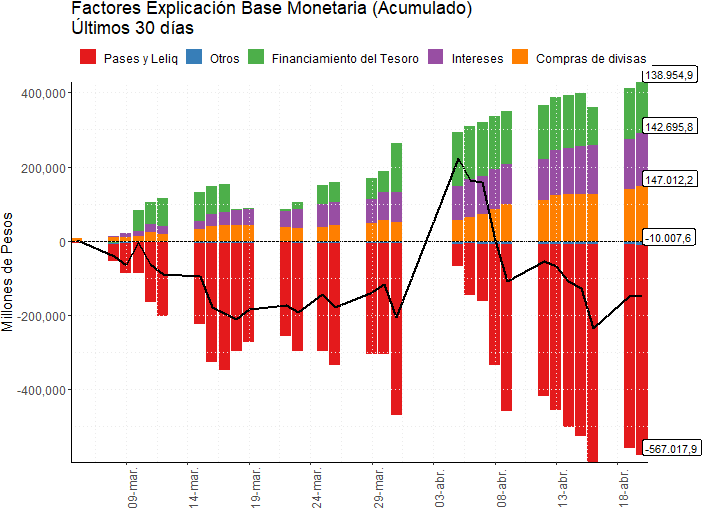 Factores Explicación Base Monetaria (Acumulado)
Últimos 30 días
Pases y Leliq Otros Financiamiento del Tesoro Intereses Compras de divisas
Millones de Pesos
400,000
200,000
0
-200,000
-400,000
138.954,9
142.695,8
147.012,2
-10.007,6
-567.017,9
09-mar.
14-mar.
19-mar.
24-mar.
29-mar.
03-abr.
08-abr.
13-abr.
18-abr.